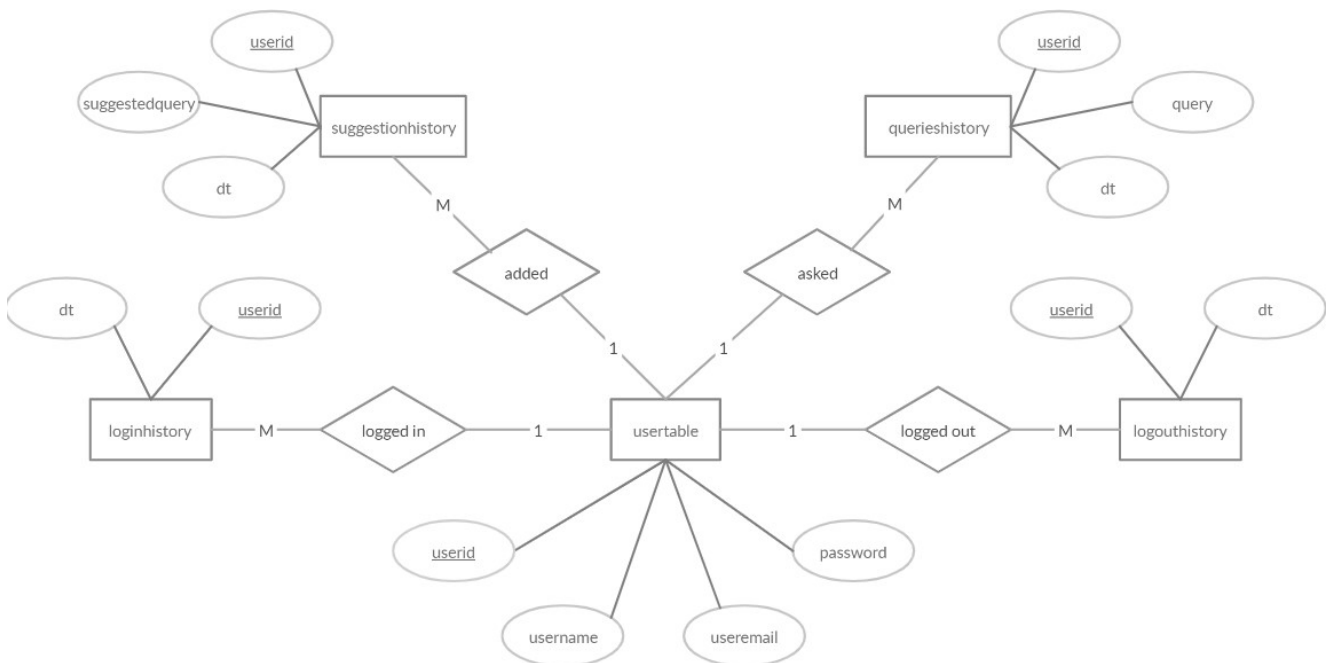 userid
userid
suggestedquery
query
suggestionhistory
querieshistory
dt
dt
M
M
added
asked
dt
userid
userid
dt
1
1
loginhistory
M
logged in
1
usertable
1
logged out
M
logouthistory
userid
password
username
useremail